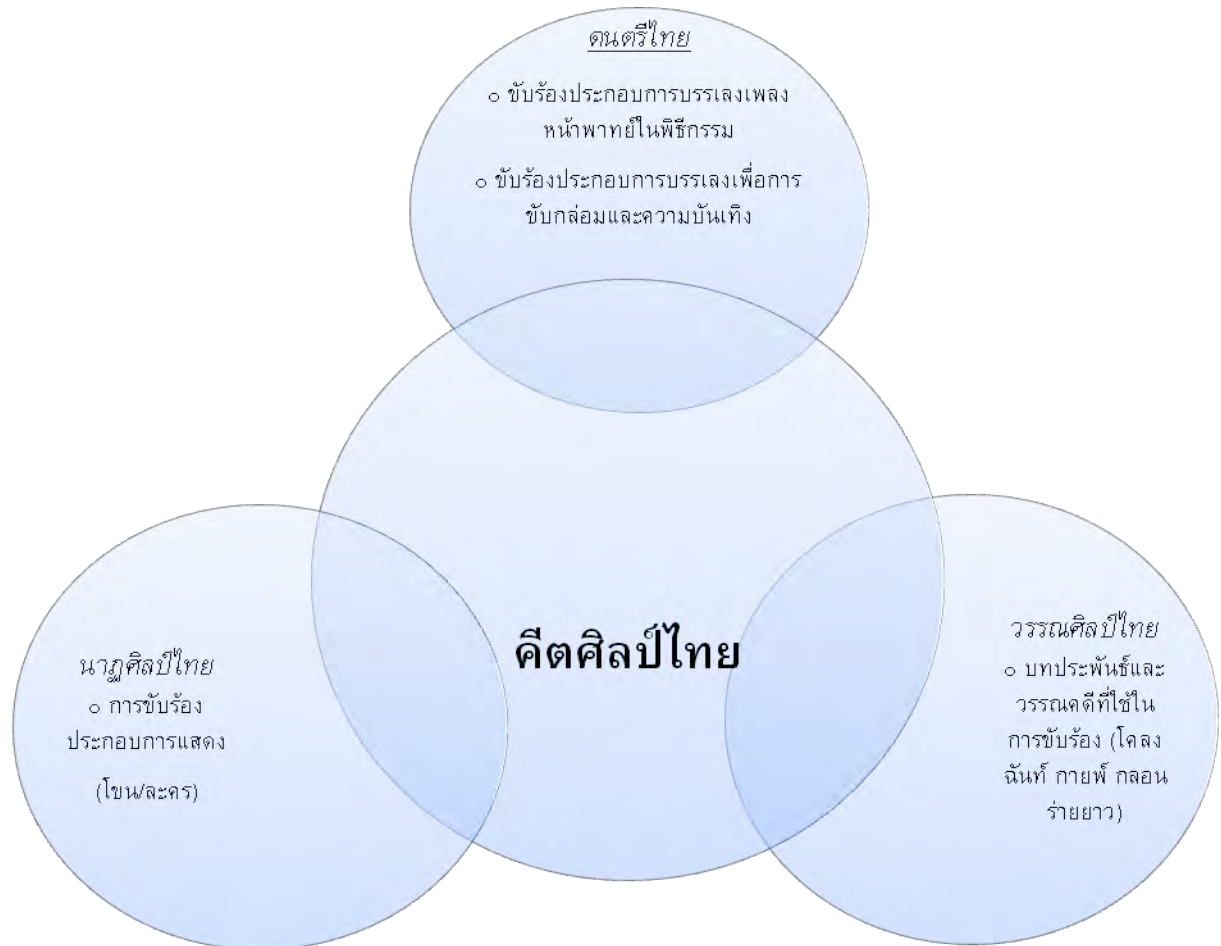 ดนตรีไทย
o ขับร้องประกอบการบรรเลงเพลง
หน้าพาทย์ในพิธีกรรม
o ขับร้องประกอบการบรรเลงเพื่อการ
ขับกล่อมและความบันเทิง
คีตศิลป์ไทย
นาฏศิลป์ไทย
o การขับร้อง
ประกอบการแสดง
(โขน/ละคร)
วรรณศิลป์ไทย
o บทประพันธ์และ
วรรณคดีที่ใช้ใน
การขับร้อง (โคลง
ฉันท์ กายพ์ กลอน
ร่ายยาว)